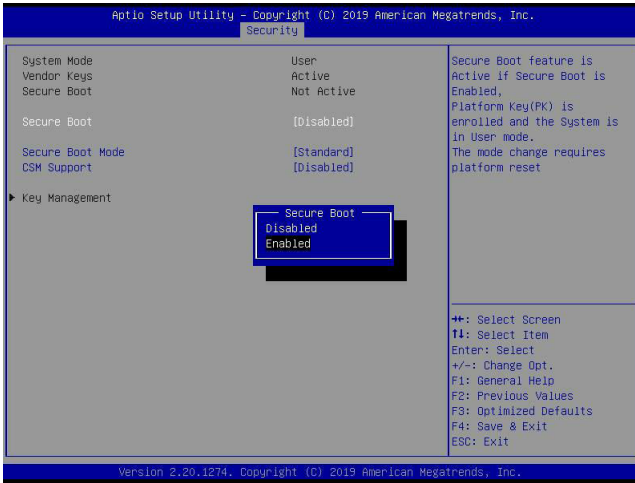 Aptio Setup Utility – Copyright (C) 2019 American Megatrends, Inc.
Security
System Mode User
Vendor Keys Active
Secure Boot Not Active
Secure Boot [Disabled]
Secure Boot Mode [Standard]
CSM Support [Disabled]
Key Management
Secure Boot
Disabled
Enabled
Secure Boot feature is
Active if Secure Boot is
Enabled,
Platform Key(PK) is
enrolled and the System is
in User mode.
The mode change requires
platform reset
→←: Select Screen
↑↓: Select Item
Enter: Select
+/-: Change Opt.
F1: General Help
F2: Previous Values
F3: Optimized Defaults
F4: Save & Exit
ESC: Exit
Version 2.20.1274. Copyright (C) 2019 American Megatrends, Inc.